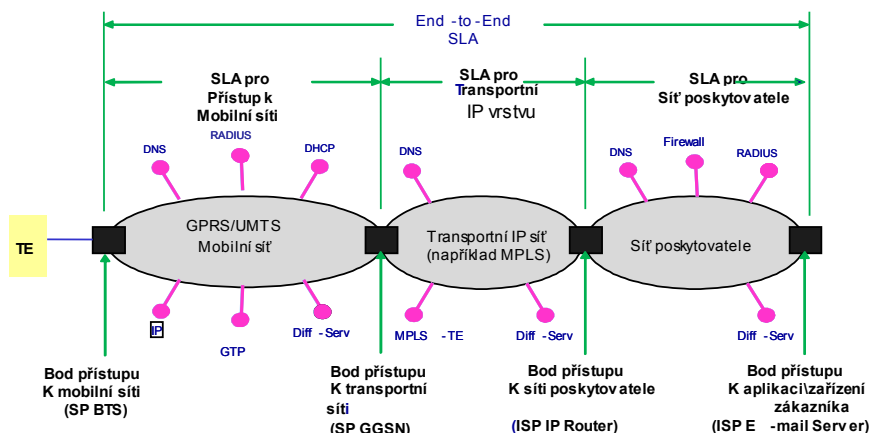 End -to-End
SLA
SLA pro
Přístup k
Mobilní síti
SLA pro
Transportní
IP vrstvu
SLA pro
Síť poskytovatele
DNS
RADIUS
DHCP
DNS
DNS
Firewall
RADIUS
TE
GPRS/UMTS
Mobilní síť
Transportní IP síť
(například MPLS)
Síť poskytovatele
IP
GTP
Diff -Serv
MPLS -TE
Diff -Serv
Diff -Serv
Bod přístupu
K mobilní síti
(SP BTS)
Bod přístupu
K transportní
síti
(SP GGSN)
Bod přístupu
K síti poskytovatele
(ISP IP Router)
Bod přístupu
K aplikaci\zařízení
zákazníka
(ISP E -mail Server)